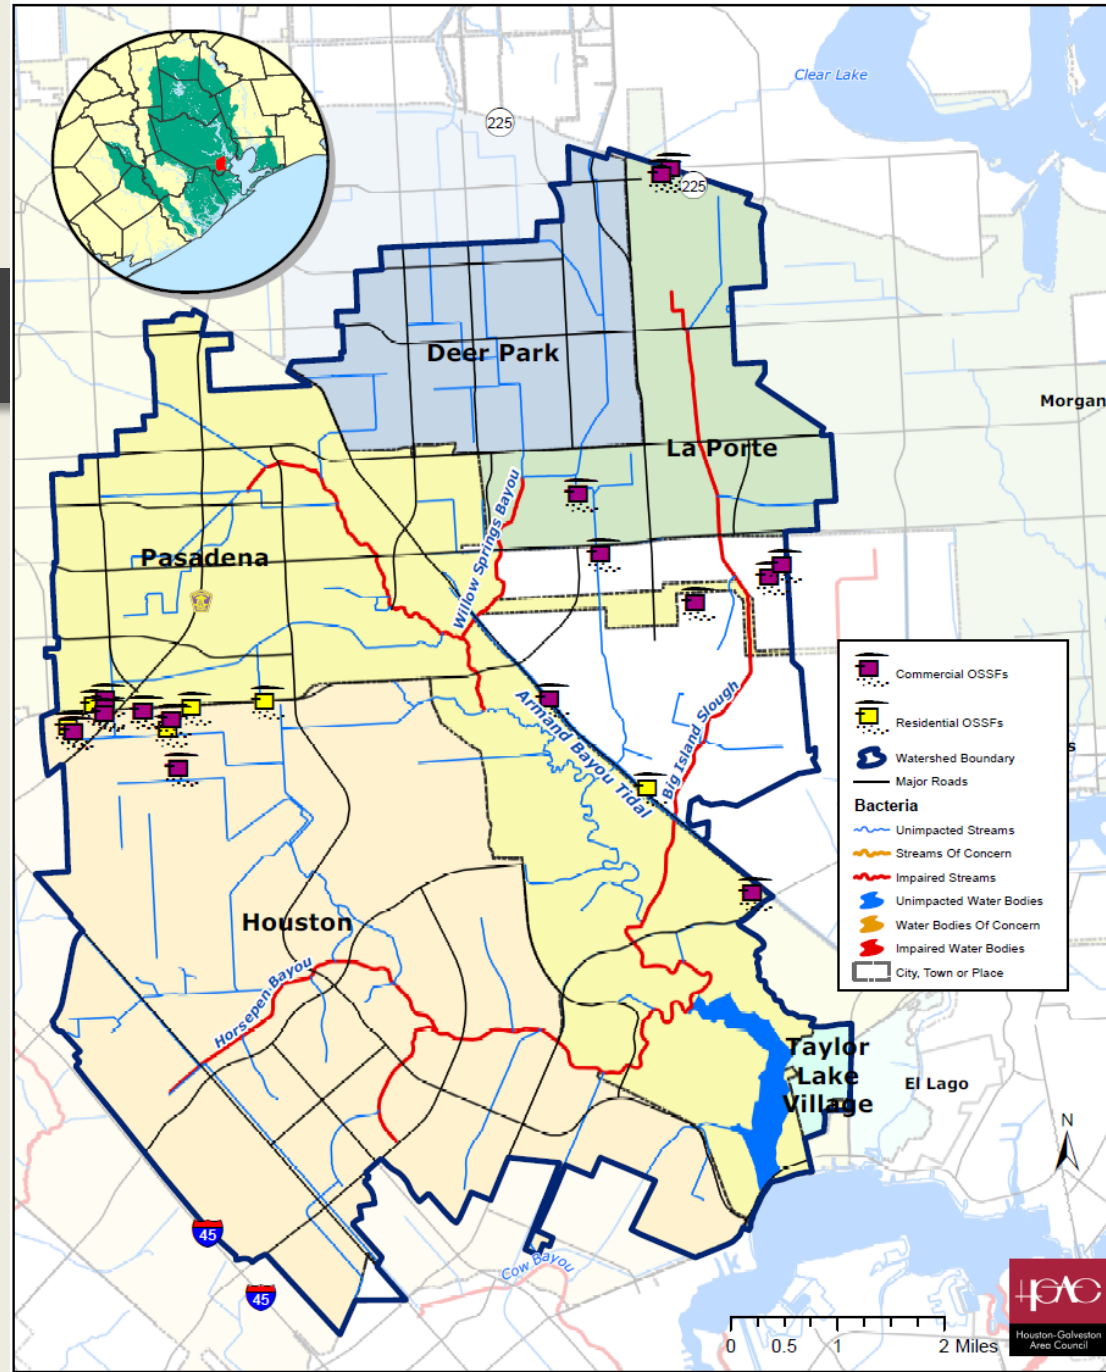 Clear Lake
225
225
Deer Park
Morgan
La Porte
Willow Springs Bayou
Pasadena
Armand Bayou Tidal
Big Island Slough
Houston
Horsepen Bayou
Taylor
Lake
Village
El Lago
45
45
Cow Bayou
Commercial OSSFs
Residential OSSFs
Watershed Boundary
Major Roads
Bacteria
Unimpacted Streams
Streams Of Concern
Impaired Streams
Unimpacted Water Bodies
Water Bodies Of Concern
Impaired Water Bodies
City, Town or Place
s
N
0 0.5 1 2 Miles
Houston-Galveston
Area Council